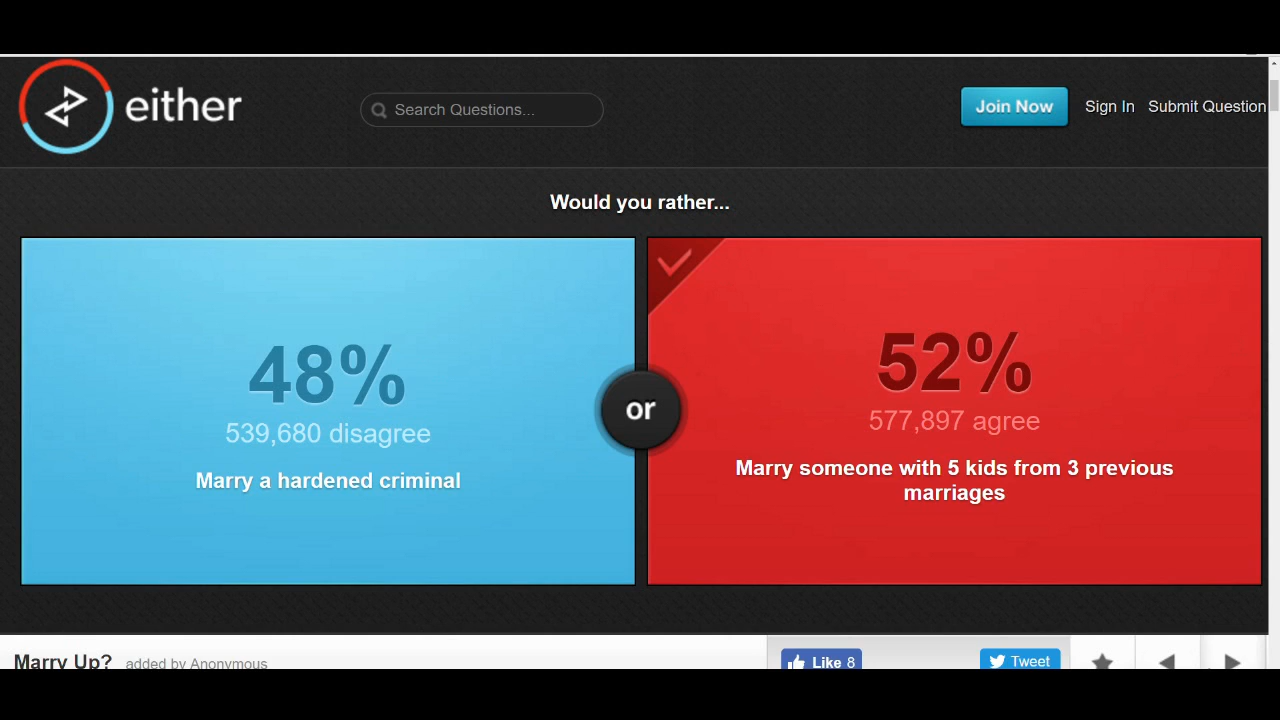 either
Search Questions...
Join Now
Sign In
Submit Question
Would you rather...
48%
539,680 disagree
Marry a hardened criminal
or
52%
577,897 agree
Marry someone with 5 kids from 3 previous
marriages
Marry Up? added by Anonymous
Like 8
Tweet